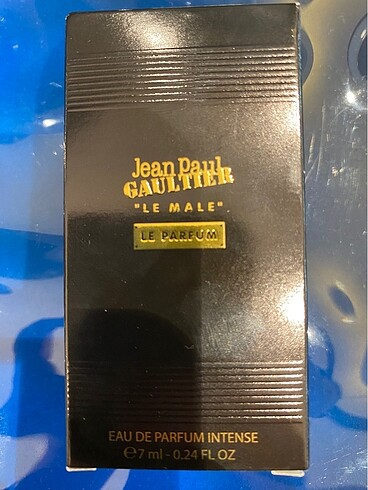 Jean Paul
GAULTIER
"LE MALE"
LE PARFUM
EAU DE PARFUM INTENSE
℮7 ml - 0.24 FL OZ